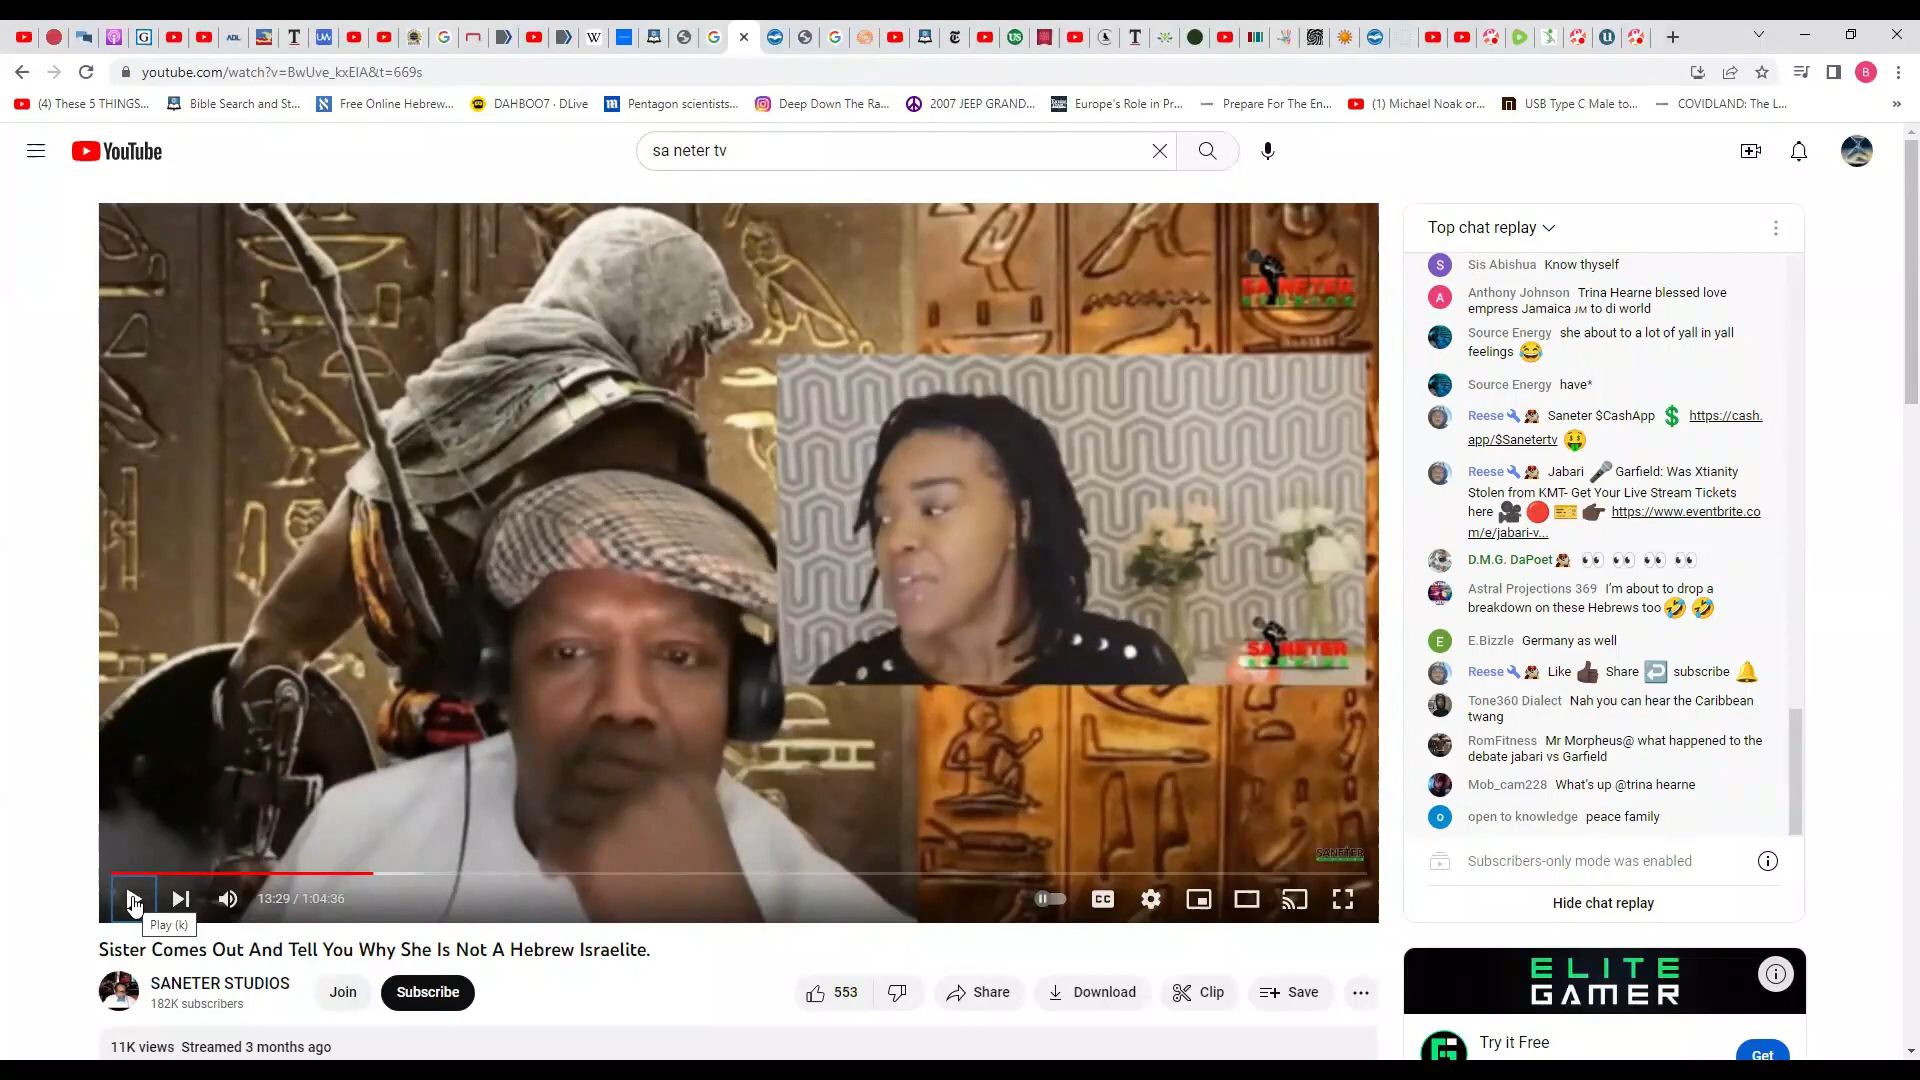 youtube.com/watch?v=BwUve_kxEIA&t=669s
(4) These 5 THINGS...
Bible Search and St...
Free Online Hebrew...
DAHBOO7 · DLive
Pentagon scientists...
Deep Down The Ra...
2007 JEEP GRAND...
Europe's Role in Pr...
Prepare For The En...
(1) Michael Noak or...
USB Type C Male to...
COVIDLAND: The L...
YouTube
sa neter tv
SA NETER
STUDIOS
SA NETER
SANETER
13:29 / 1:04:36
CC
Play (k)
Sister Comes Out And Tell You Why She Is Not A Hebrew Israelite.
SANETER STUDIOS
182K subscribers
Join
Subscribe
553
Share
Download
Clip
Save
11K views Streamed 3 months ago
Top chat replay
Sis Abishua Know thyself
Anthony Johnson Trina Hearne blessed love
empress Jamaica JM to di world
Source Energy she about to a lot of yall in yall
feelings
Source Energy have*
Reese Saneter $CashApp https://cash.
app/$Sanetertv
Reese Jabari Garfield: Was Xtianity
Stolen from KMT- Get Your Live Stream Tickets
here https://www.eventbrite.co
m/e/jabari-v...
D.M.G. DaPoet
Astral Projections 369 I'm about to drop a
breakdown on these Hebrews too
E.Bizzle Germany as well
Reese Like Share subscribe
Tone360 Dialect Nah you can hear the Caribbean
twang
RomFitness Mr Morpheus@ what happened to the
debate jabari vs Garfield
Mob_cam228 What's up @trina hearne
open to knowledge peace family
Subscribers-only mode was enabled
Hide chat replay
ELITE
GAMER
Try it Free
Get